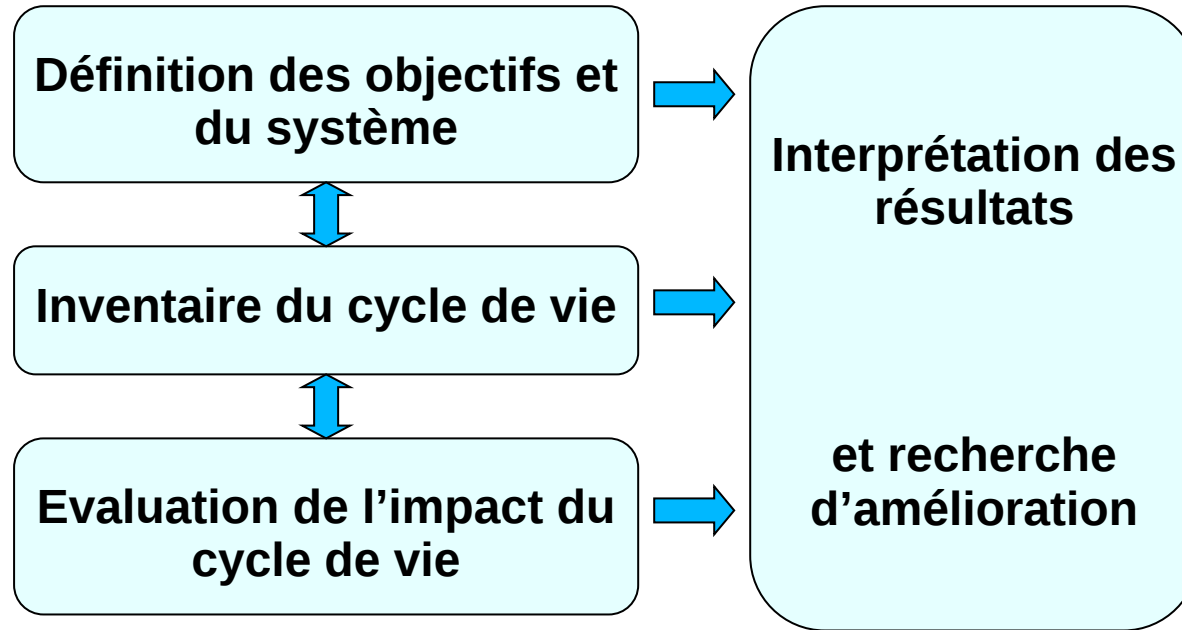 Définition des objectifs et
du système
Interprétation des
résultats
Inventaire du cycle de vie
et recherche
d’amélioration
Evaluation de l’impact du
cycle de vie